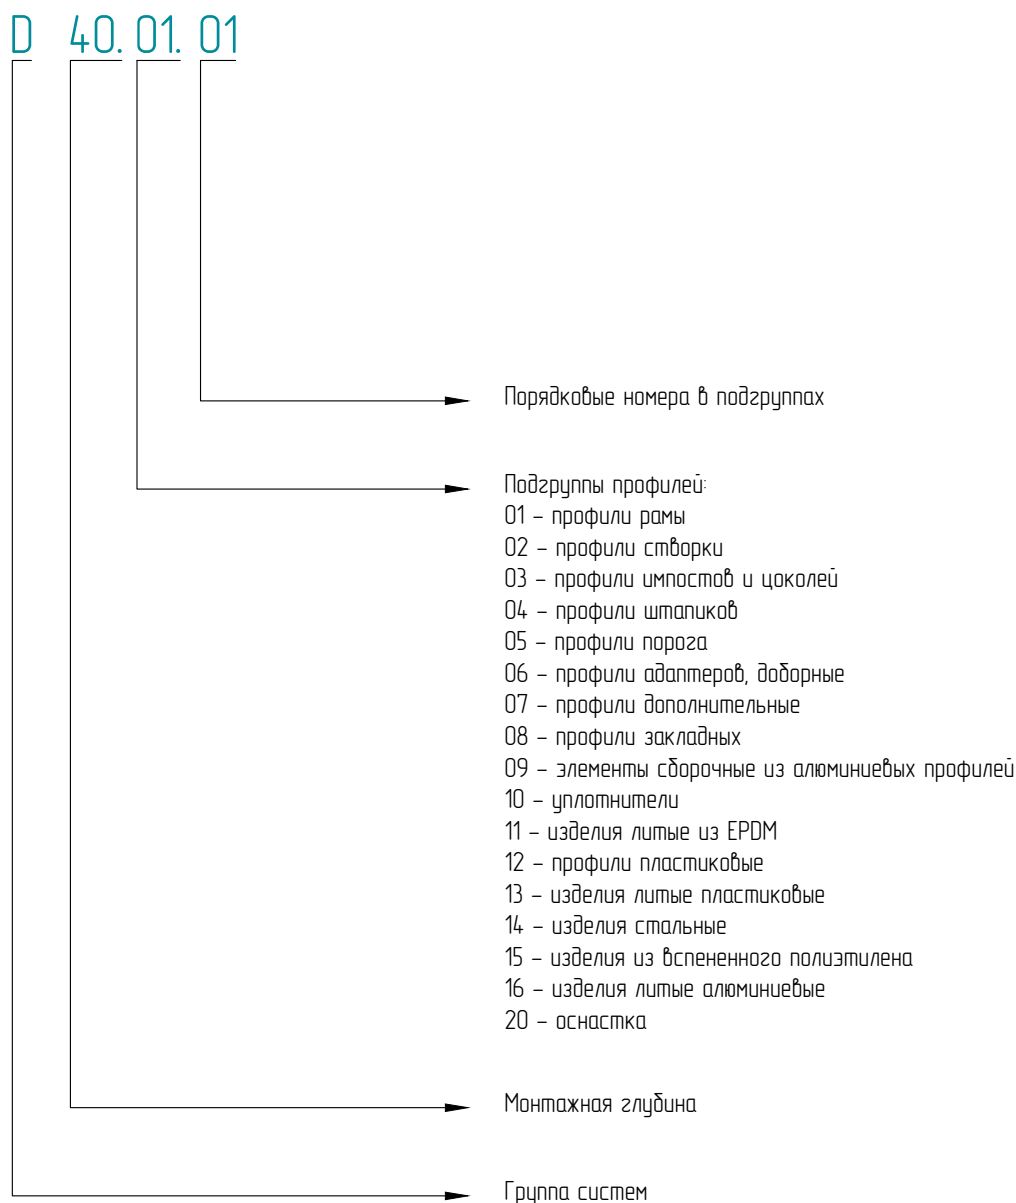 D 40. 01. 01
Порядковые номера в подгруппах
Подгруппы профилей:
01 – профили рамы
02 – профили створки
03 – профили импостов и цоколей
04 – профили штапиков
05 – профили порога
06 – профили адаптеров, доборные
07 – профили дополнительные
08 – профили закладных
09 – элементы сборочные из алюминиевых профилей
10 – уплотнители
11 – изделия литые из EPDM
12 – профили пластиковые
13 – изделия литые пластиковые
14 – изделия стальные
15 – изделия из вспененного полиэтилена
16 – изделия литые алюминиевые
20 – оснастка
Монтажная глубина
Группа систем